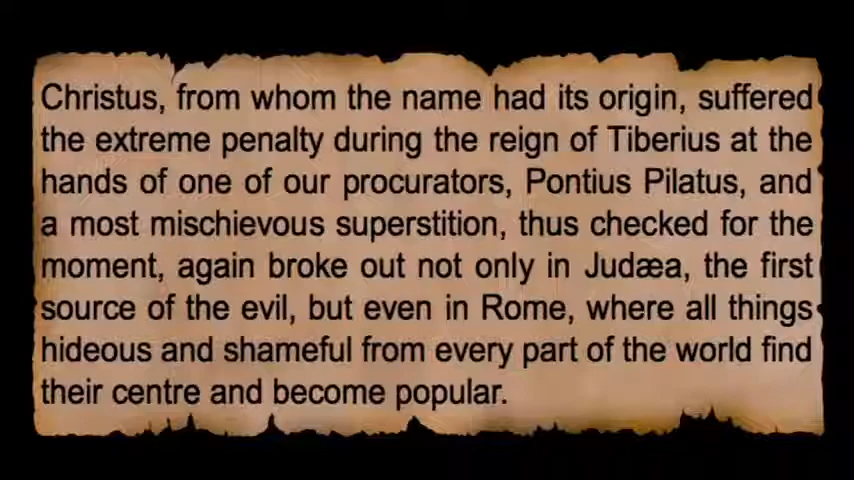 Christus, from whom the name had its origin, suffered
the extreme penalty during the reign of Tiberius at the
hands of one of our procurators, Pontius Pilatus, and
a most mischievous superstition, thus checked for the
moment, again broke out not only in Judæa, the first
source of the evil, but even in Rome, where all things
hideous and shameful from every part of the world find
their centre and become popular.